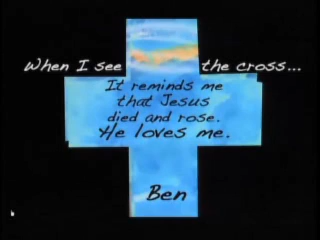 When I see the cross...
It reminds me
that Jesus
died and rose.
He loves me.
Ben